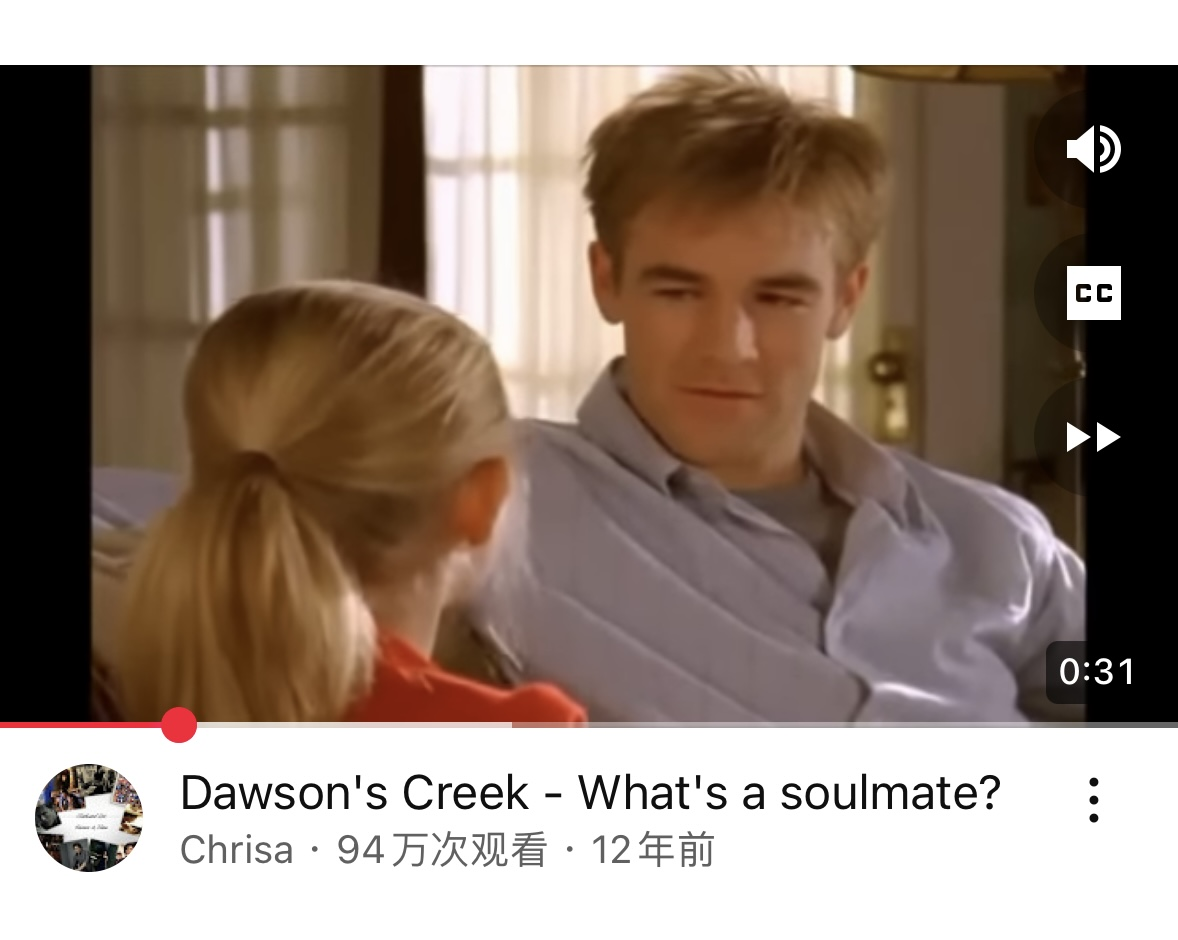 CC
0:31
Dawson's Creek - What's a soulmate?
Chrisa · 94万次观看 · 12年前